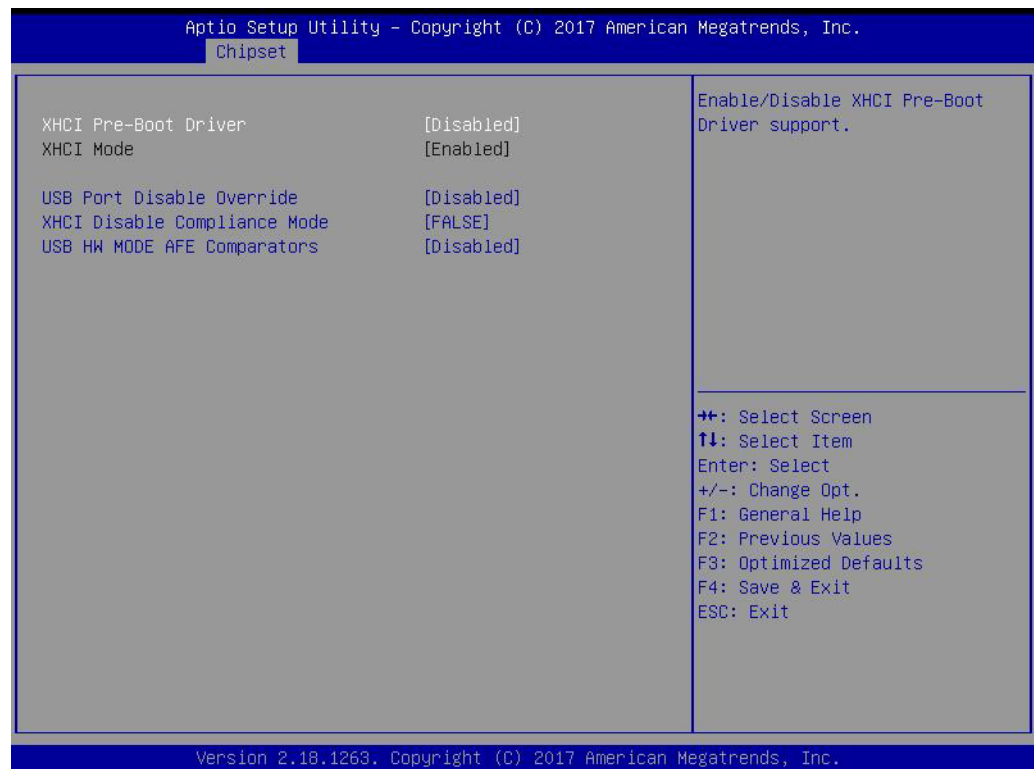 Aptio Setup Utility – Copyright (C) 2017 American Megatrends, Inc.
Chipset
XHCI Pre-Boot Driver [Disabled]
XHCI Mode [Enabled]
USB Port Disable Override [Disabled]
XHCI Disable Compliance Mode [FALSE]
USB HW MODE AFE Comparators [Disabled]
Enable/Disable XHCI Pre-Boot
Driver support.
→←: Select Screen
↑↓: Select Item
Enter: Select
+/-: Change Opt.
F1: General Help
F2: Previous Values
F3: Optimized Defaults
F4: Save & Exit
ESC: Exit
Version 2.18.1263. Copyright (C) 2017 American Megatrends, Inc.